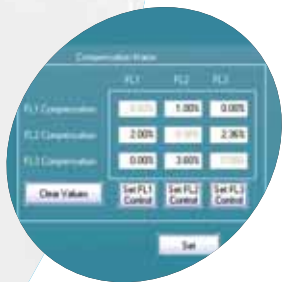 Compensation Matrix
FL1 FL2 FL3
FL1 Compensation 1.00% 0.00%
FL2 Compensation 2.00% 2.36%
FL3 Compensation 0.00% 3.60%
Clear Values Set FL1 Set FL2 Set FL3
Control Control Control
Set